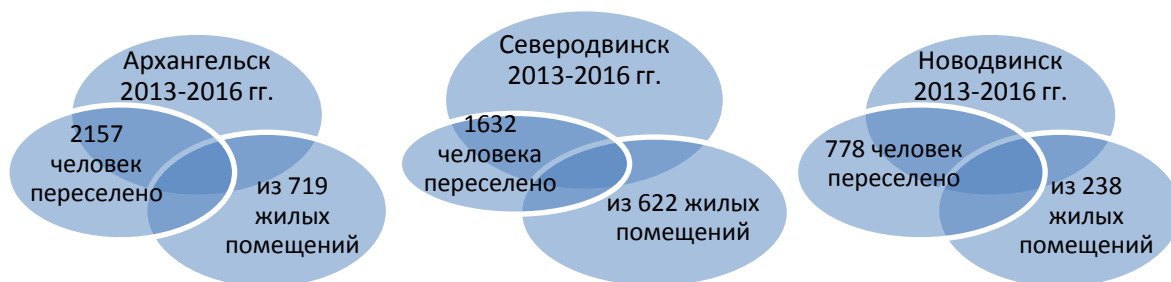 Архангельск
2013-2016 гг.
2157
человек
переселено
из 719
жилых
помещений
Северодвинск
2013-2016 гг.
1632
человека
переселено
из 622 жилых
помещений
Новодвинск
2013-2016 гг.
778 человек
переселено
из 238
жилых
помещений